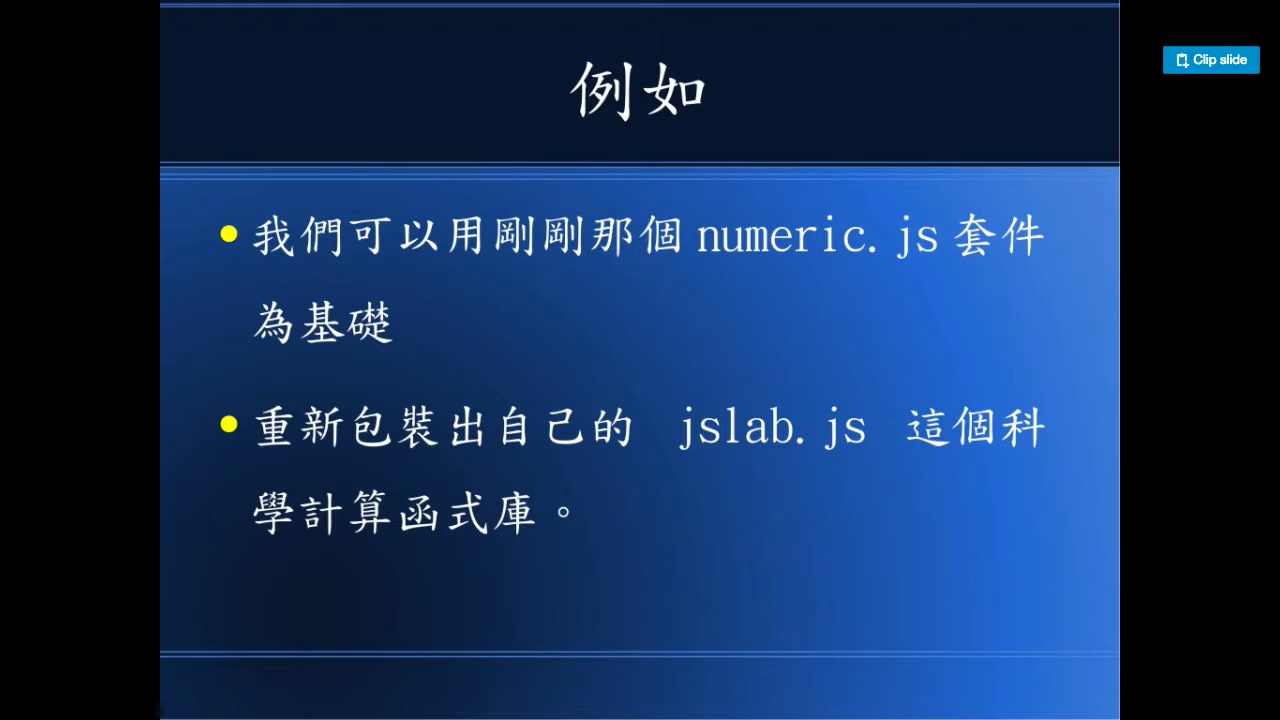 Clip slide
例如
我們可以用剛剛那個 numeric.js 套件
為基礎
重新包裝出自己的 jslab.js 這個科
學計算函式庫。